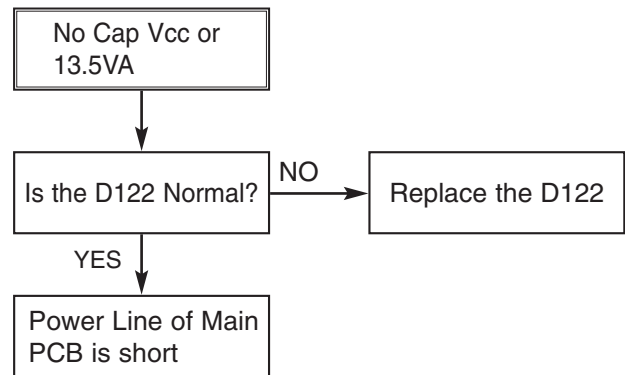 No Cap Vcc or
13.5VA
Is the D122 Normal?
NO
Replace the D122
YES
Power Line of Main
PCB is short